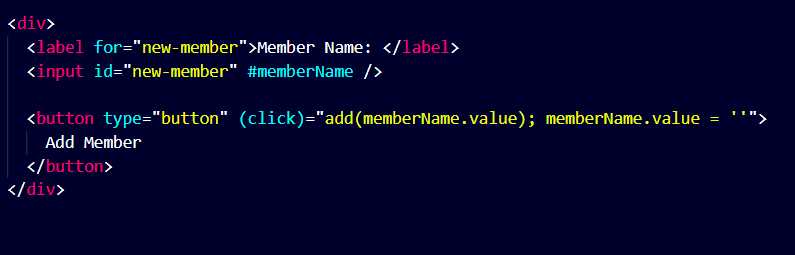 <div>
<label for="new-member">Member Name: </label>
<input id="new-member" #memberName />
<button type="button" (click)="add(memberName.value); memberName.value = ''">
Add Member
</button>
</div>